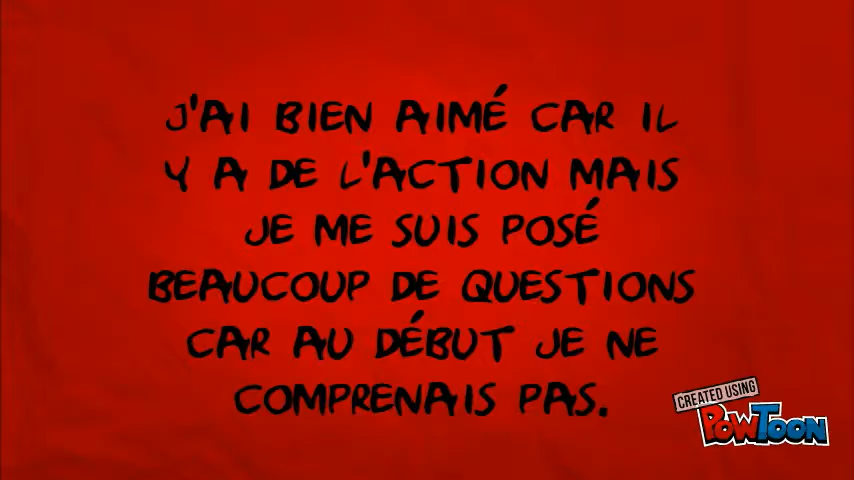 J'AI BIEN AIMÉ CAR IL
Y A DE L'ACTION MAIS
JE ME SUIS POSÉ
BEAUCOUP DE QUESTIONS
CAR AU DÉBUT JE NE
COMPRENAIS PAS.
CREATED USING
POWTOON